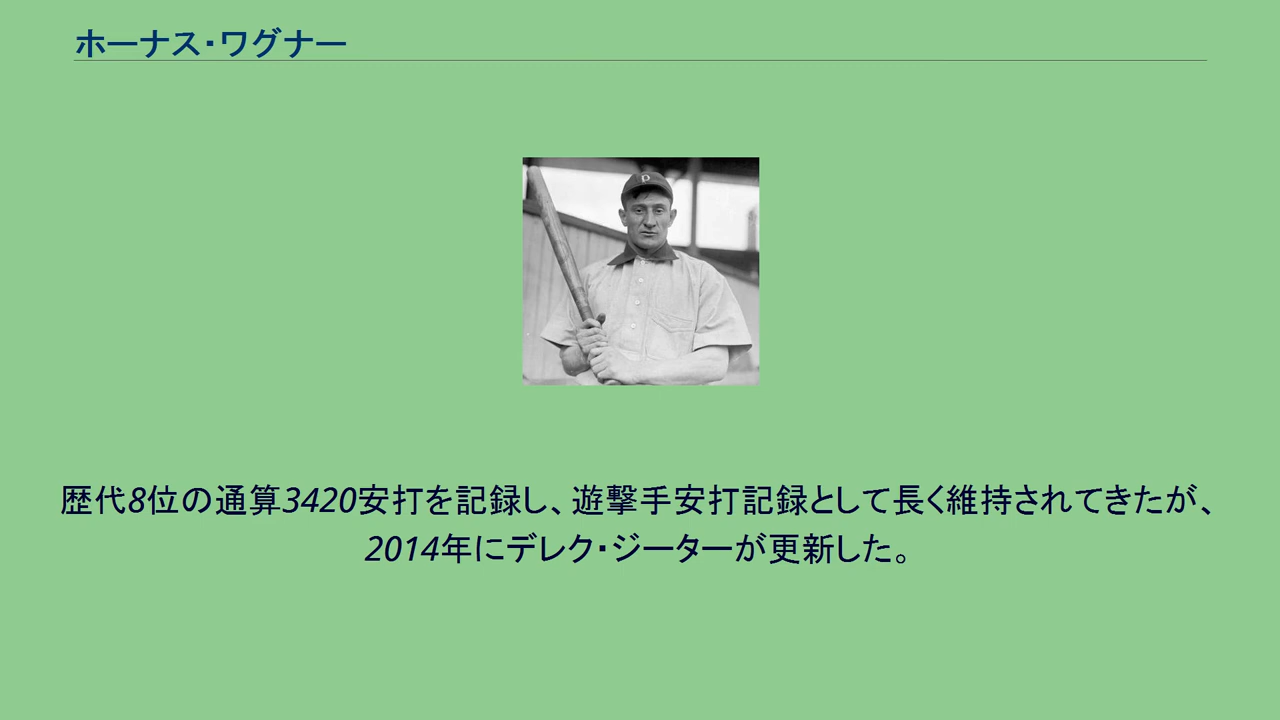 ホーナス・ワグナー
P
歴代8位の通算3420安打を記録し、遊撃手安打記録として長く維持されてきたが、
2014年にデレク・ジーターが更新した。